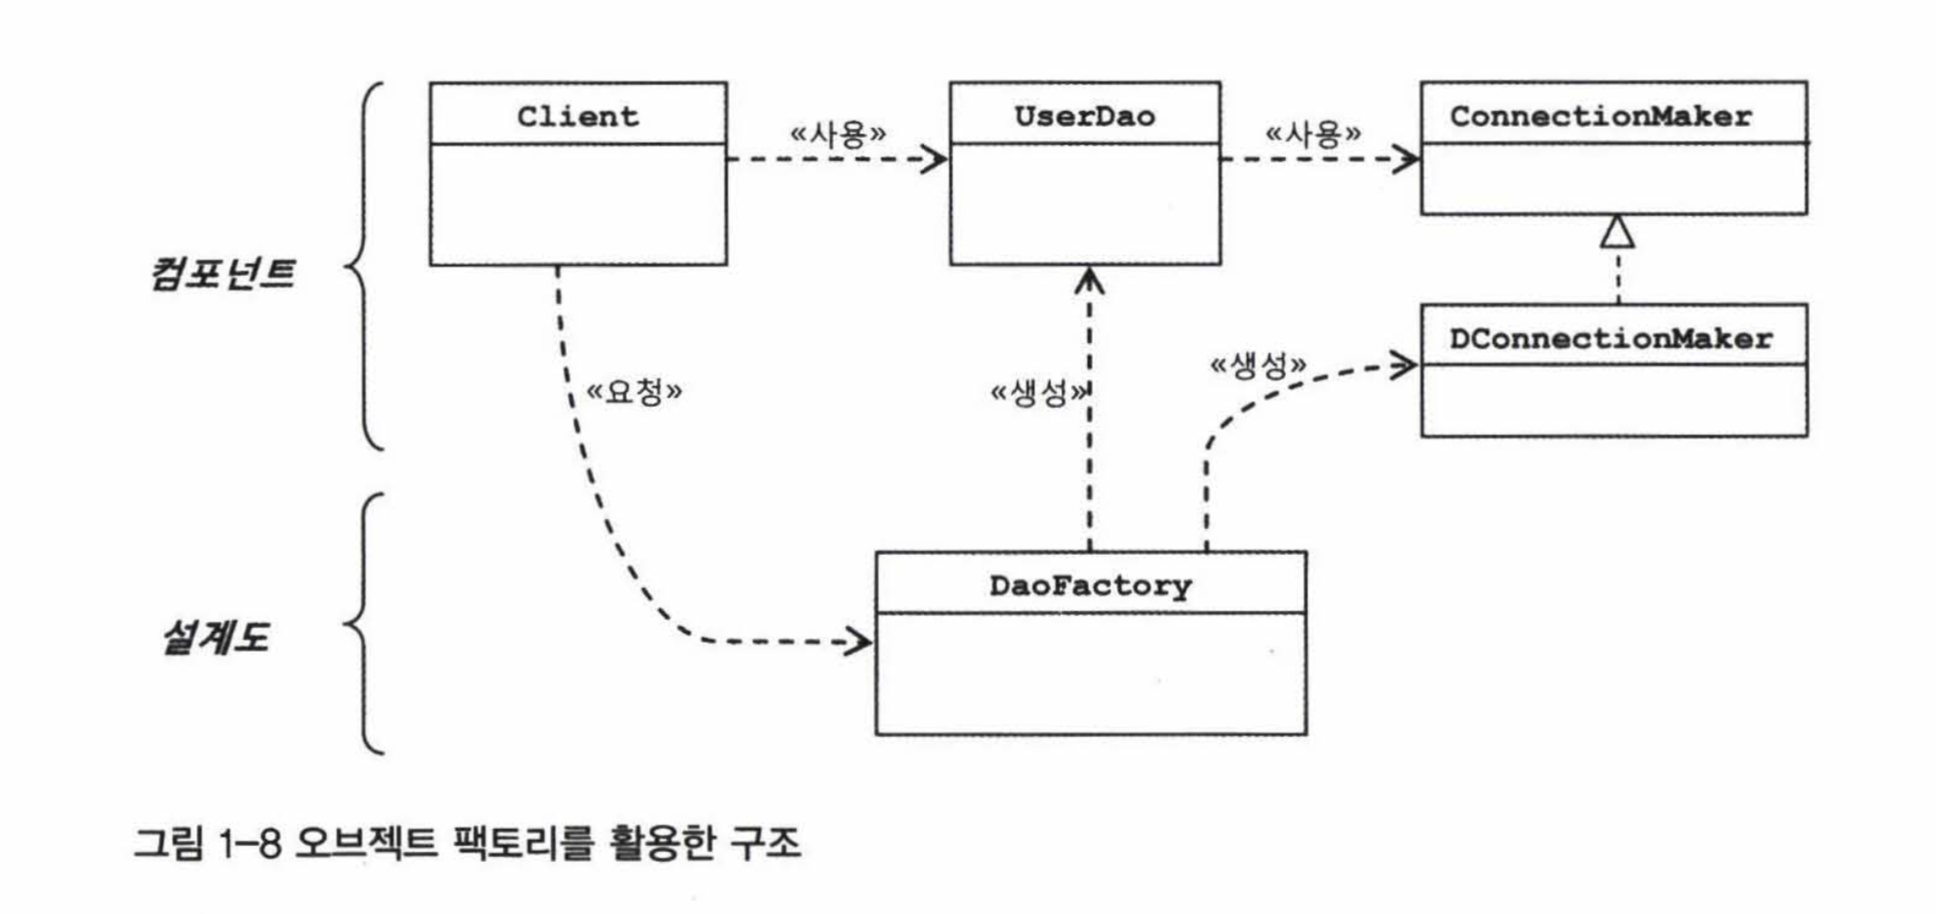 Client
«사용»
UserDao
«사용»
ConnectionMaker
컴포넌트
DConnectionMaker
«요청»
«생성»
«생성»
설계도
DaoFactory
그림 1-8 오브젝트 팩토리를 활용한 구조